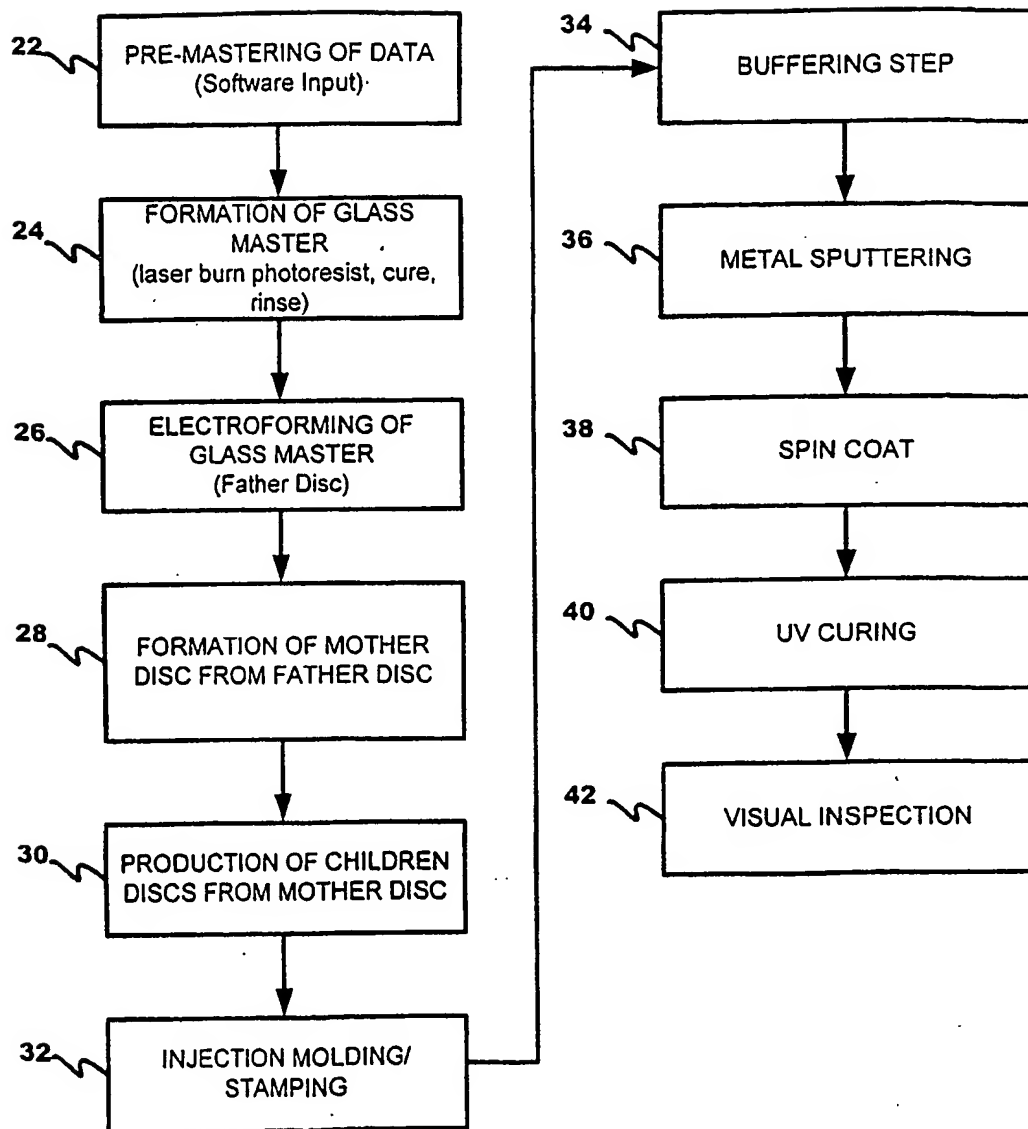 22
PRE-MASTERING OF DATA
(Software Input)
24
FORMATION OF GLASS
MASTER
(laser burn photoresist, cure,
rinse)
26
ELECTROFORMING OF
GLASS MASTER
(Father Disc)
28
FORMATION OF MOTHER
DISC FROM FATHER DISC
30
PRODUCTION OF CHILDREN
DISCS FROM MOTHER DISC
32
INJECTION MOLDING/
STAMPING
34
BUFFERING STEP
36
METAL SPUTTERING
38
SPIN COAT
40
UV CURING
42
VISUAL INSPECTION